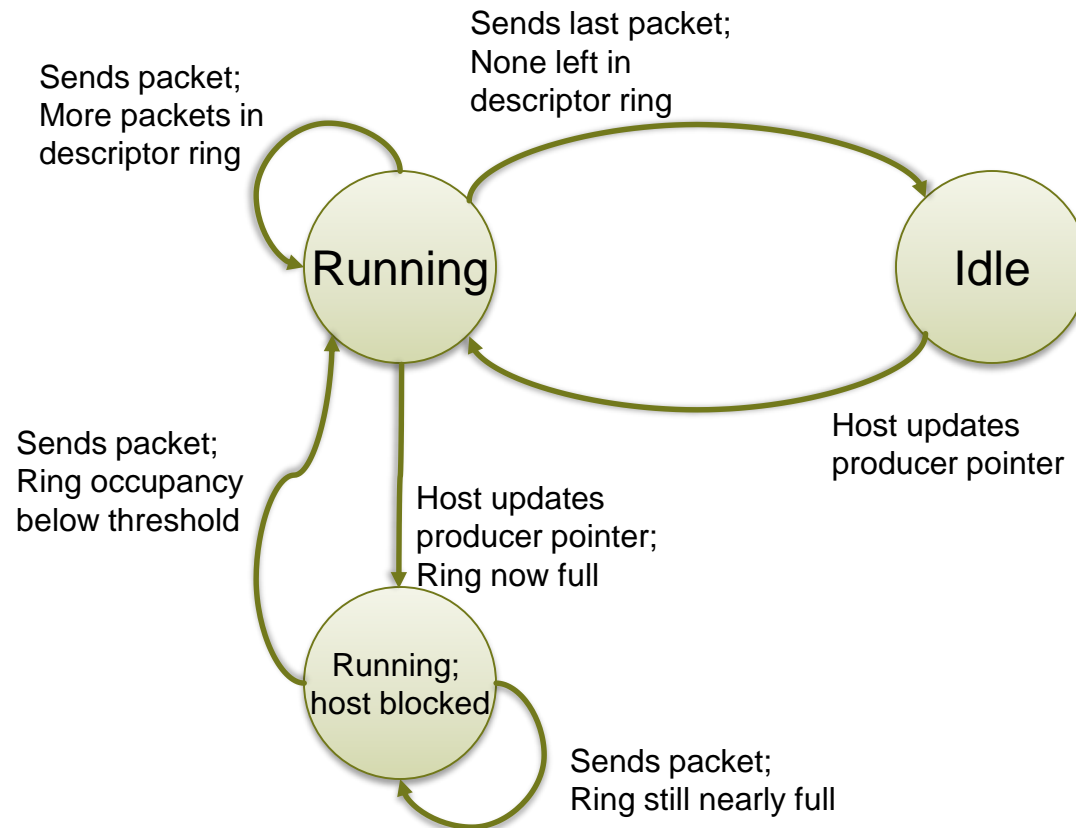 Sends last packet;
None left in
descriptor ring
Sends packet;
More packets in
descriptor ring
Running
Idle
Host updates
producer pointer
Sends packet;
Ring occupancy
below threshold
Host updates
producer pointer;
Ring now full
Running;
host blocked
Sends packet;
Ring still nearly full